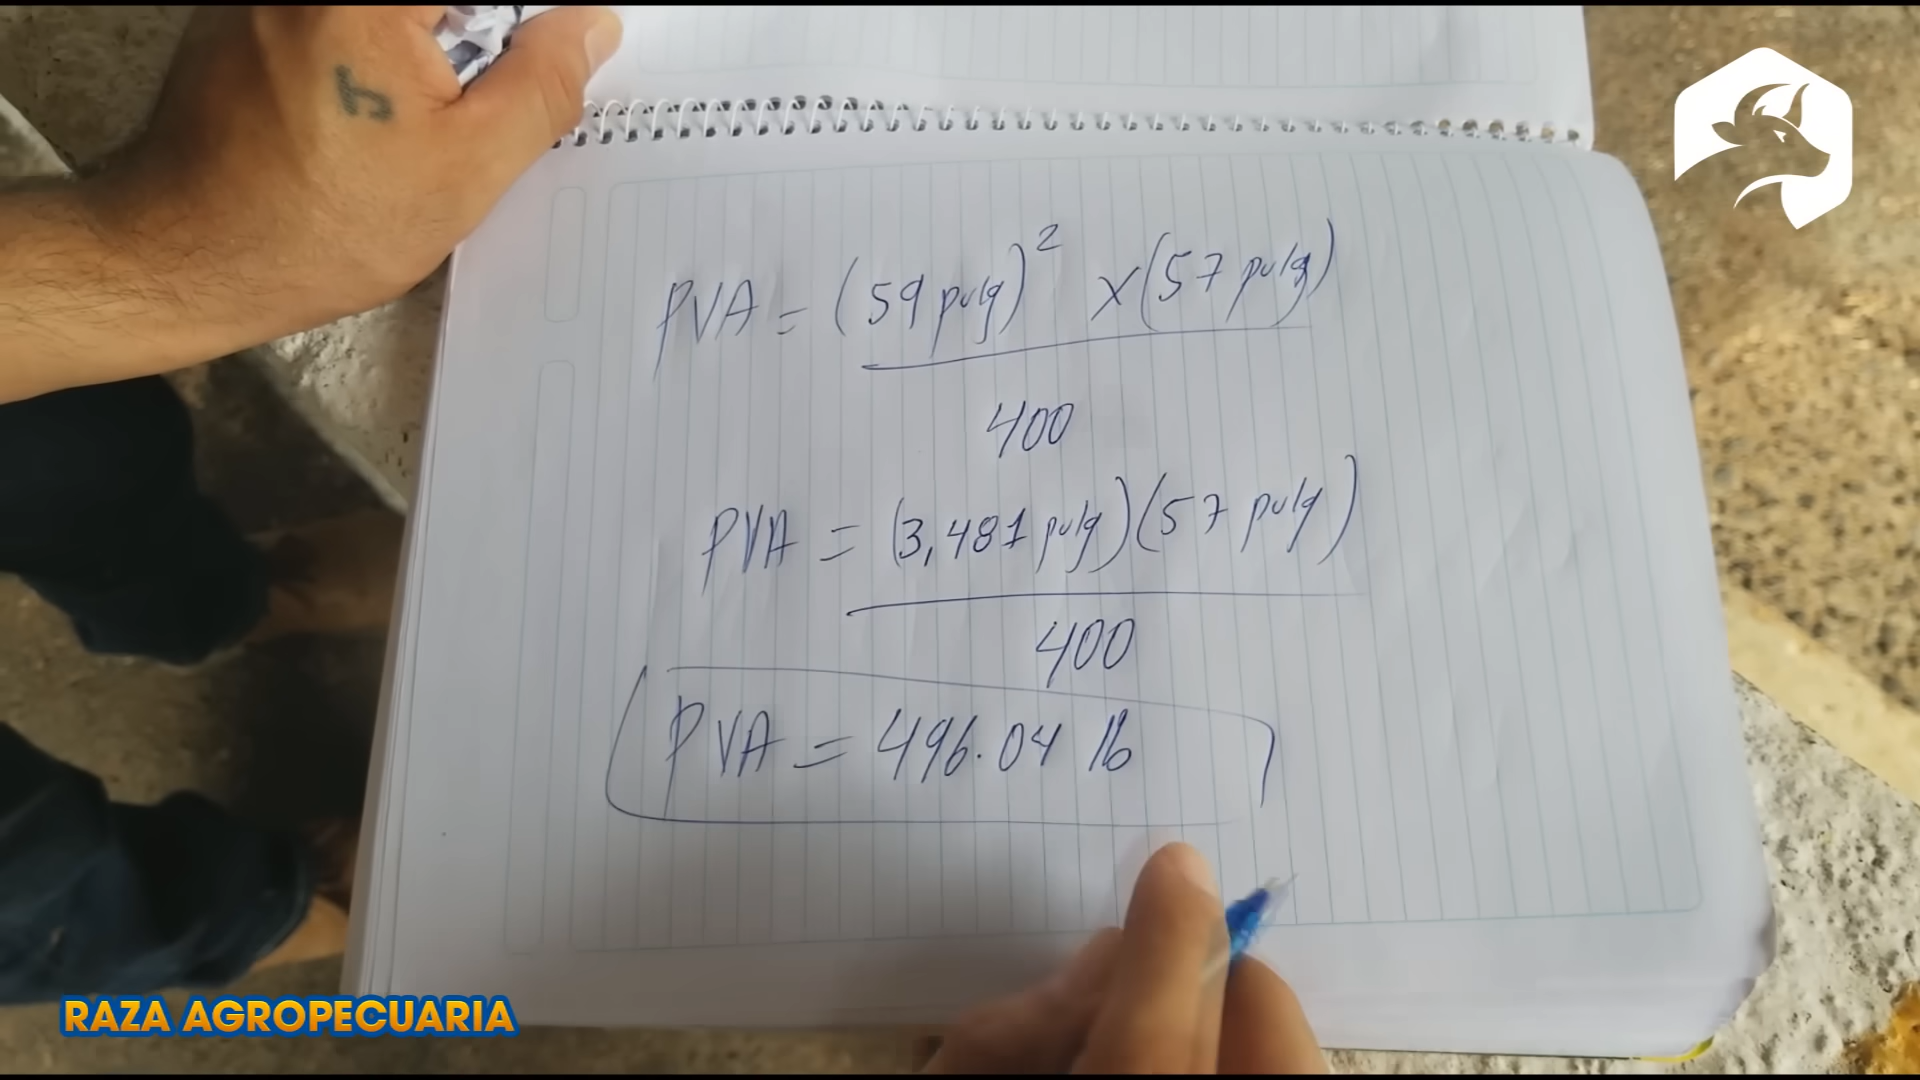 PVA = (59 pulg)² x (57 pulg)
400
PVA = (3,481 pulg)(57 pulg)
400
PVA = 496.04 lb
RAZA AGROPECUARIA